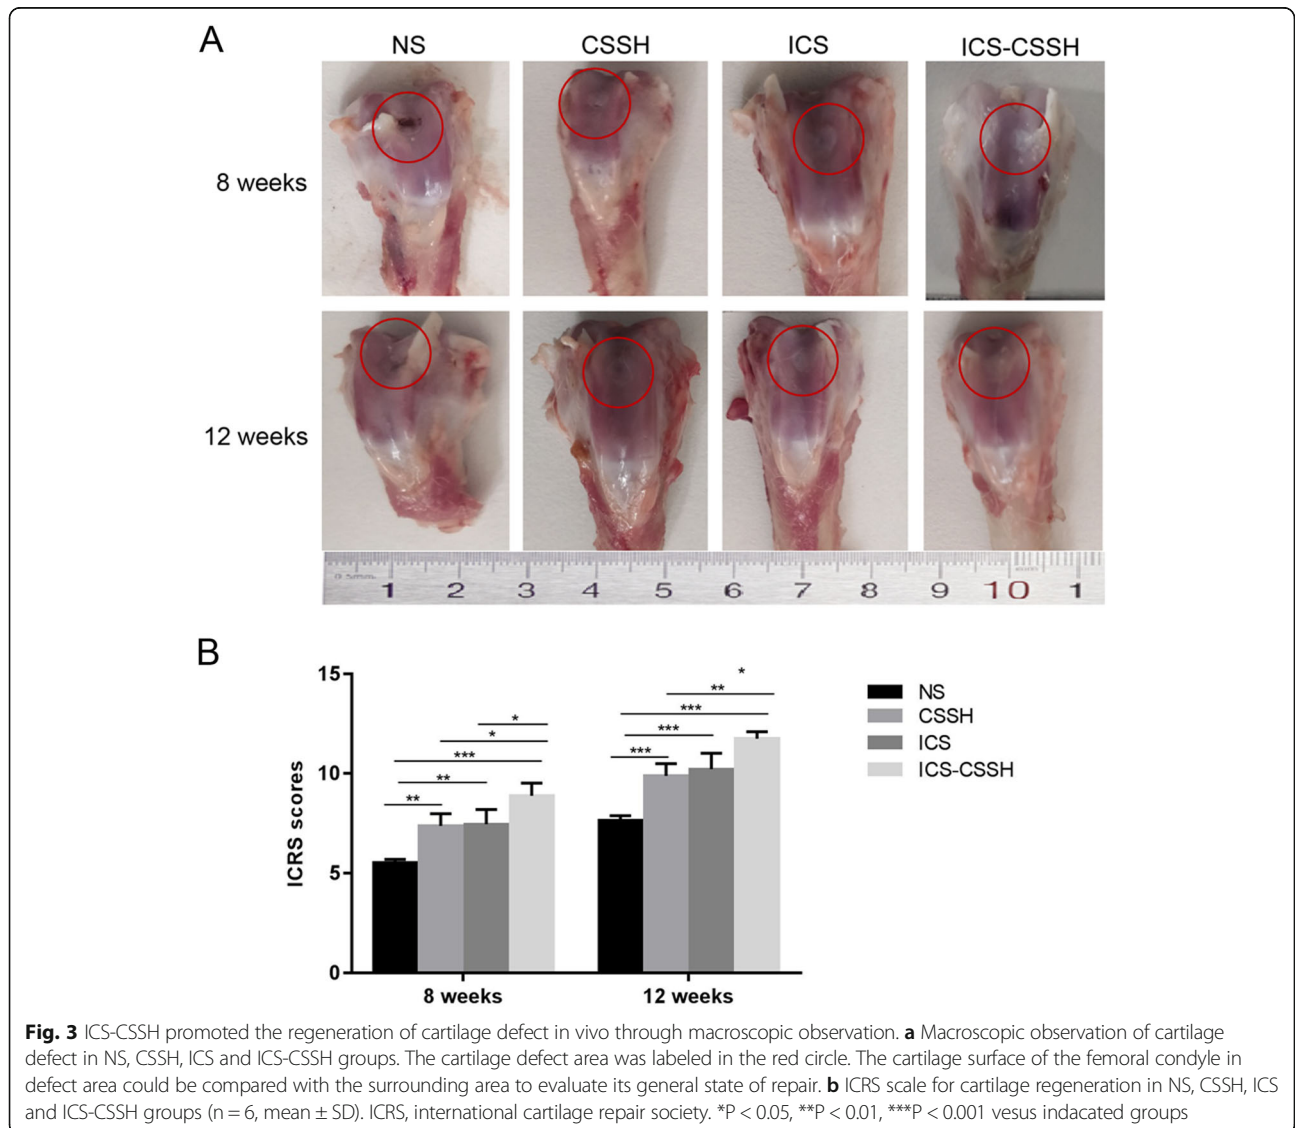 A
NS CSSH ICS ICS-CSSH
8 weeks
12 weeks
0.5mm 1 2 3 4 5 6 7 8 9 10 1
B
15
10
5
0
ICRS scores
* ** *** * *
** *** *** *** ** *
NS
CSSH
ICS
ICS-CSSH
8 weeks 12 weeks
Fig. 3 ICS-CSSH promoted the regeneration of cartilage defect in vivo through macroscopic observation. a Macroscopic observation of cartilage
defect in NS, CSSH, ICS and ICS-CSSH groups. The cartilage defect area was labeled in the red circle. The cartilage surface of the femoral condyle in
defect area could be compared with the surrounding area to evaluate its general state of repair. b ICRS scale for cartilage regeneration in NS, CSSH, ICS
and ICS-CSSH groups (n = 6, mean ± SD). ICRS, international cartilage repair society. *P < 0.05, **P < 0.01, ***P < 0.001 vesus indacated groups